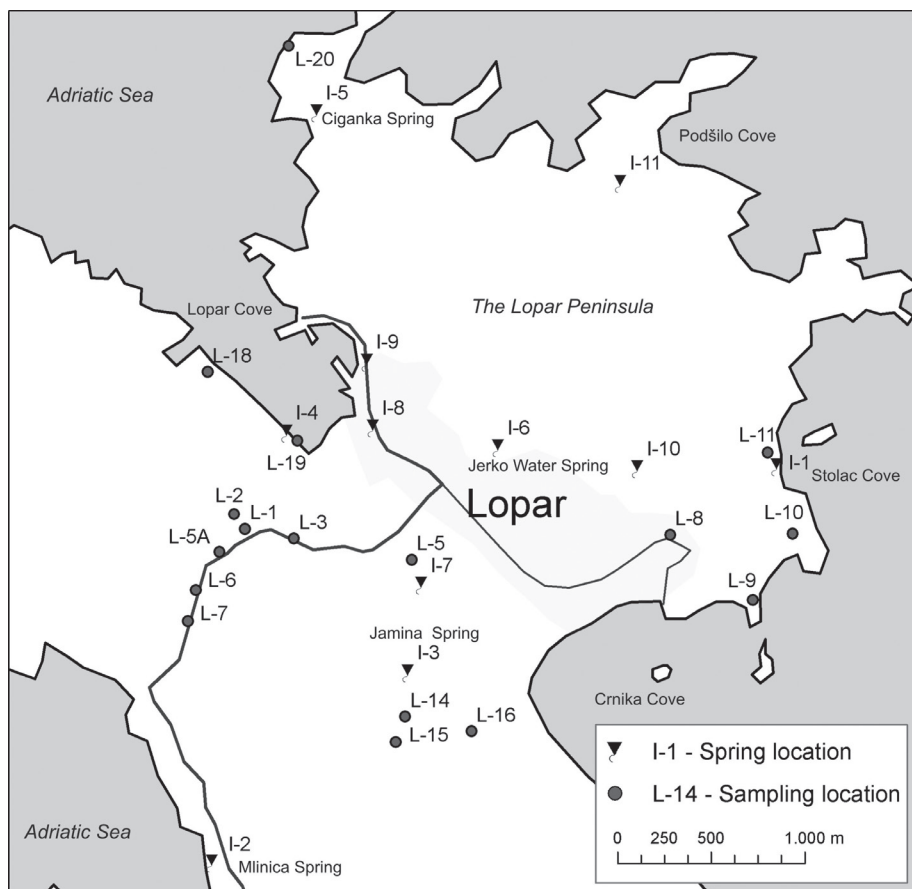 L-20
Adriatic Sea
I-5
Ciganka Spring
Podšilo Cove
I-11
Lopar Cove
The Lopar Peninsula
I-9
L-18
I-4
I-8
I-6
L-19
Jerko Water Spring
I-10
L-11
I-1
Stolac Cove
Lopar
L-2
L-1
L-3
L-5A
L-5
I-7
L-8
L-10
L-6
L-7
L-9
Jamina Spring
I-3
Crnika Cove
L-14
L-15
L-16
I-1 - Spring location
L-14 - Sampling location
0 250 500 1.000 m
Adriatic Sea
I-2
Mlinica Spring